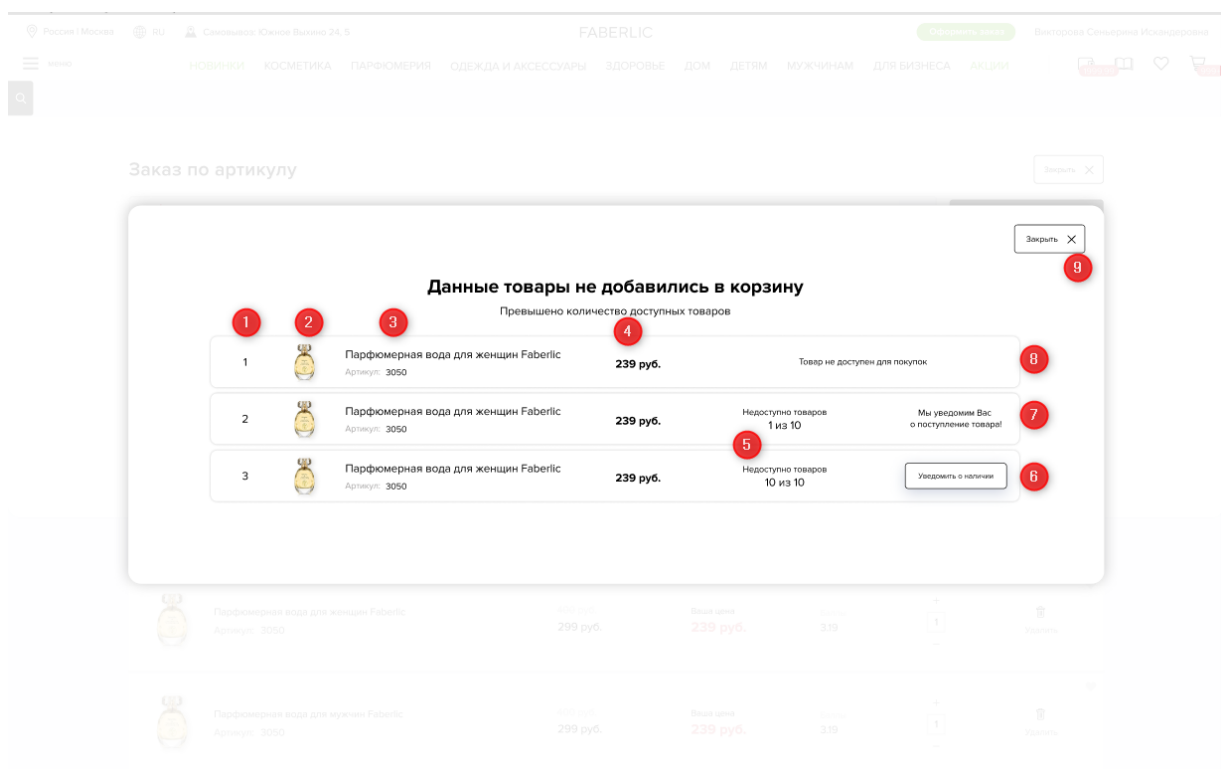 Россия | Москва RU Самовывоз: Южное Выхино 24, 5 FABERLIC Оформить заказ Викторова Сеньерина Искандеровна
НОВИНКИ КОСМЕТИКА ПАРФЮМЕРИЯ ОДЕЖДА И АКСЕССУАРЫ ЗДОРОВЬЕ ДОМ ДЕТЯМ МУЖЧИНАМ ДЛЯ БИЗНЕСА АКЦИИ
Заказ по артикулу Закрыть
Закрыть
9
Данные товары не добавились в корзину
Превышено количество доступных товаров
1 2 3 4
1 Парфюмерная вода для женщин Faberlic 239 руб. Товар не доступен для покупок 8
Артикул: 3050
2 Парфюмерная вода для женщин Faberlic 239 руб. Недоступно товаров Мы уведомим Вас 7
Артикул: 3050 1 из 10 о поступление товара!
5
3 Парфюмерная вода для женщин Faberlic 239 руб. Недоступно товаров Уведомить о наличии 6
Артикул: 3050 10 из 10
Парфюмерная вода для женщин Faberlic Ваша цена
Артикул: 3050 299 руб. 239 руб. 3.19 1 Удалить
Парфюмерная вода для мужчин Faberlic Ваша цена
Артикул: 3050 299 руб. 239 руб. 3.19 1 Удалить